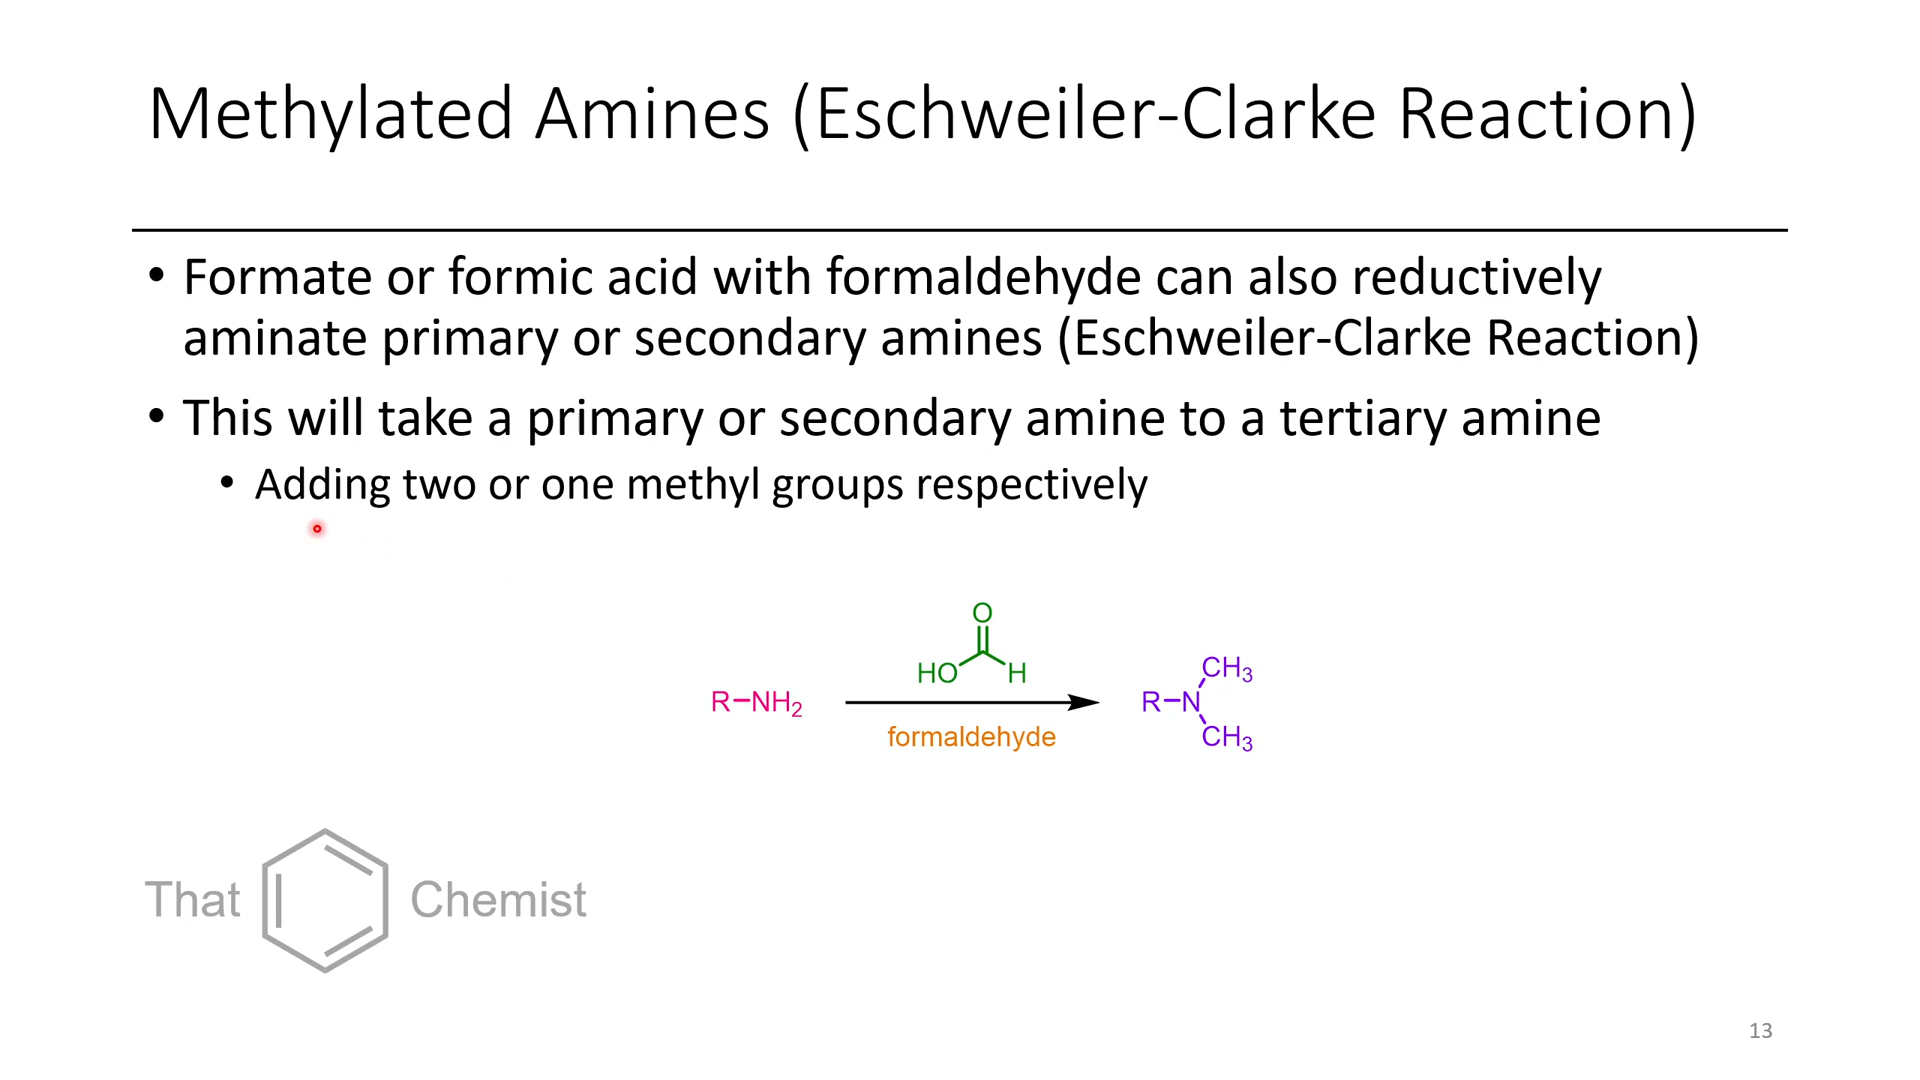 Methylated Amines (Eschweiler-Clarke Reaction)
• Formate or formic acid with formaldehyde can also reductively
aminate primary or secondary amines (Eschweiler-Clarke Reaction)
• This will take a primary or secondary amine to a tertiary amine
• Adding two or one methyl groups respectively
O
HO H
CH₃
R–NH₂ R–N
formaldehyde CH₃
That Chemist
13